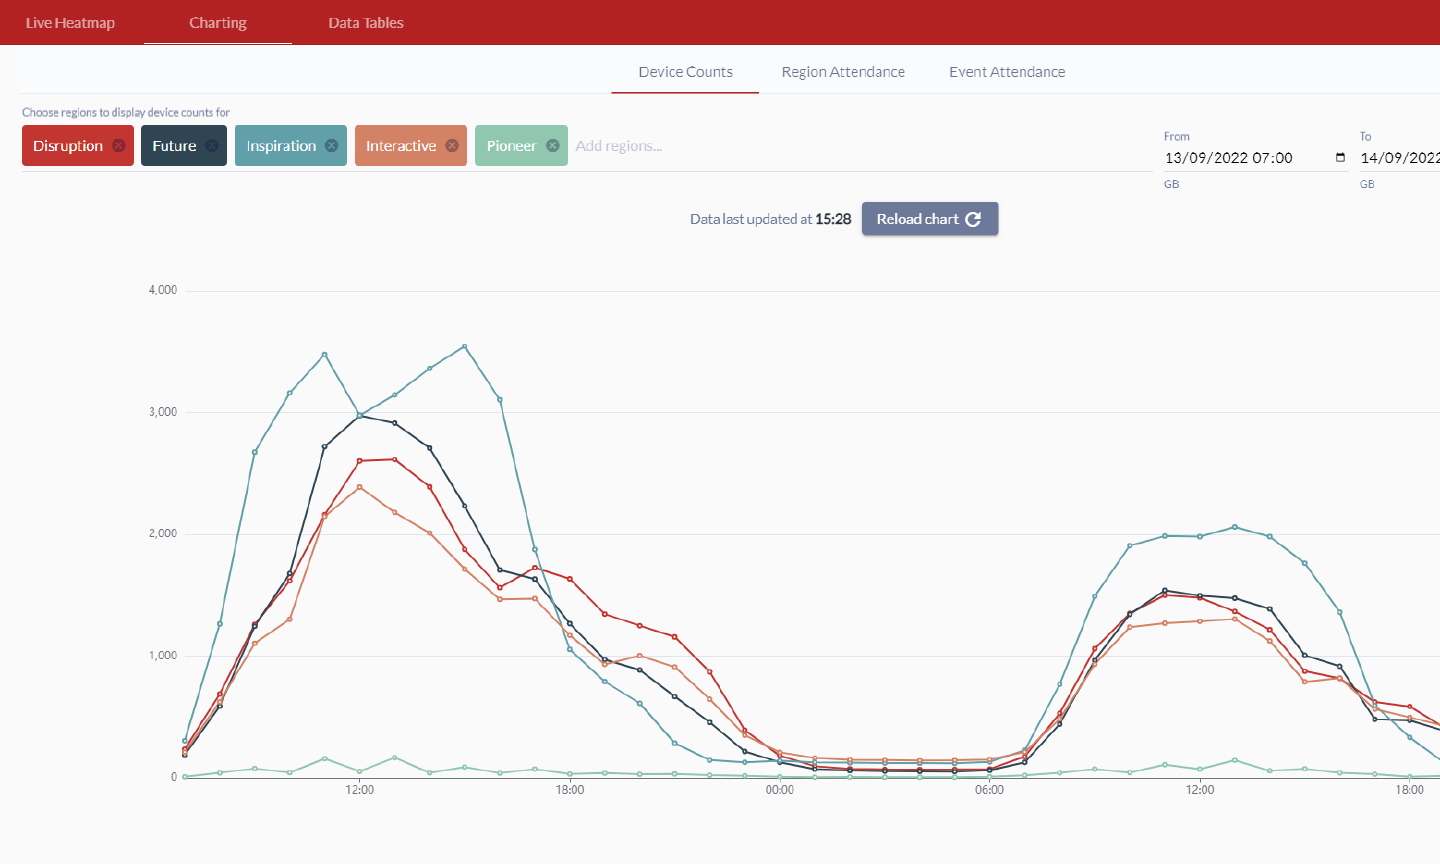 Live Heatmap Charting Data Tables
Device Counts Region Attendance Event Attendance
Choose regions to display device counts for
Disruption Future Inspiration Interactive Pioneer Add regions...
From To
13/09/2022 07:00 14/09/2022
GB GB
Data last updated at 15:28 Reload chart
4,000
3,000
2,000
1,000
0
12:00 18:00 00:00 06:00 12:00 18:00